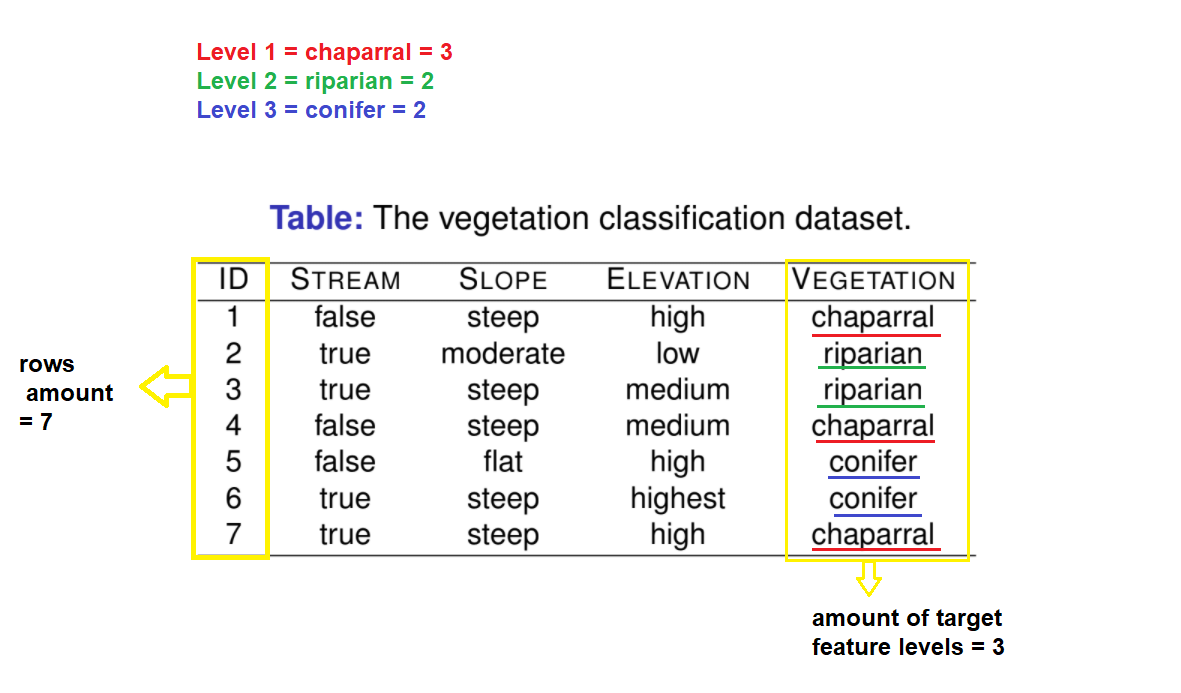 Level 1 = chaparral = 3
Level 2 = riparian = 2
Level 3 = conifer = 2
Table: The vegetation classification dataset.
ID STREAM SLOPE ELEVATION VEGETATION
1 false steep high chaparral
2 true moderate low riparian
3 true steep medium riparian
4 false steep medium chaparral
5 false flat high conifer
6 true steep highest conifer
7 true steep high chaparral
rows
amount
= 7
amount of target
feature levels = 3